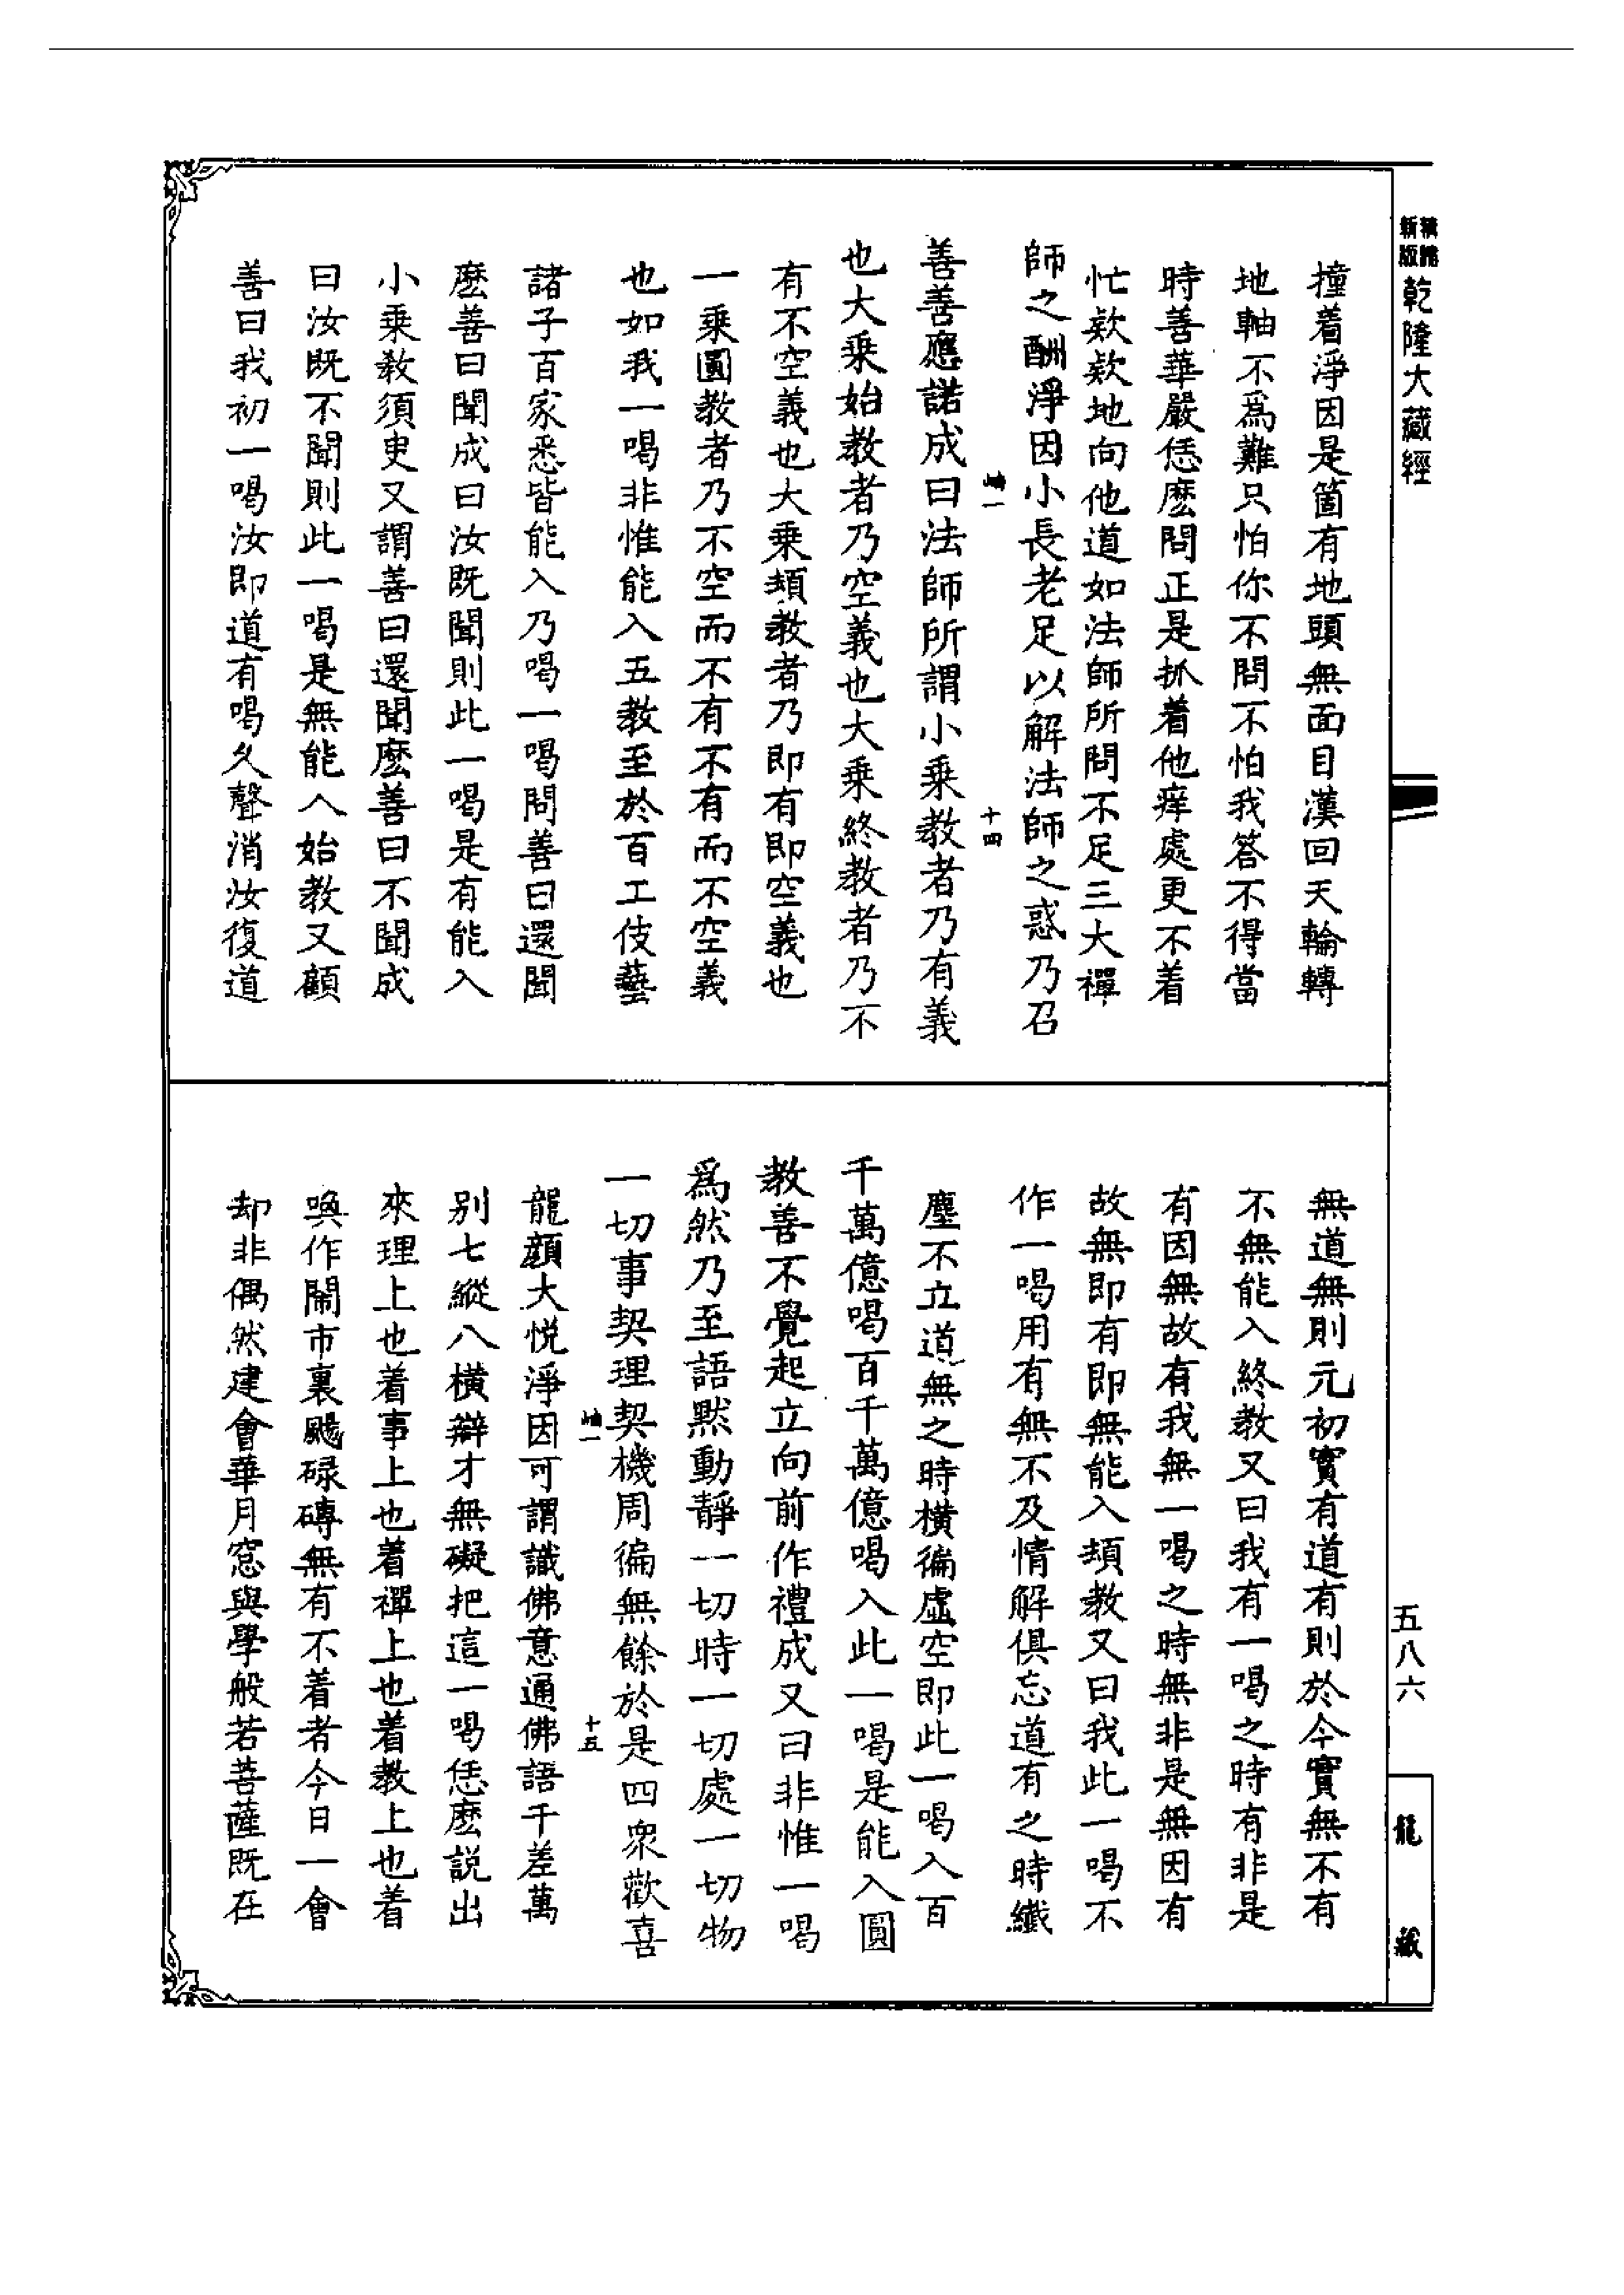 精選
新版
乾隆大藏經
撞着淨因是箇有地頭無面目漢回天輪轉
地軸不爲難只怕你不問不怕我答不得當
時善華嚴恁麽問正是抓着他痒處更不着
忙欵欵地向他道如法師所問不足三大禪
師之酬淨因小長老足以解法師之惑乃召
十四
善善應諾成曰法師所謂小乗教者乃有義
也大乗始教者乃空義也大乗終教者乃不
有不空義也大乗頓教者乃即有即空義也
一乗圓教者乃不空而不有不有而不空義
也如我一喝非惟能入五教至於百工伎藝
諸子百家悉皆能入乃喝一喝問善曰還聞
麽善曰聞成曰汝既聞則此一喝是有能入
小乗教須臾又謂善曰還聞麽善曰不聞成
曰汝既不聞則此一喝是無能入始教又顧
善曰我初一喝汝即道有喝久聲消汝復道
無道無則元初實有道有則於今實無不有
不無能入終教又曰我有一喝之時有非是
有因無故有我無一喝之時無非是無因有
故無即有即無能入頓教又曰我此一喝不
作一喝用有無不及情解俱忘道有之時纖
塵不立道無之時横徧虛空即此一喝入百
千萬億喝百千萬億喝入此一喝是能入圓
教善不覺起立向前作禮成又曰非惟一喝
爲然乃至語默動靜一切時一切處一切物
一切事契理契機周徧無餘於是四衆歡喜
十五
龍顔大悦淨因可謂識佛意通佛語千差萬
别七縱八横辯才無礙把這一喝恁麽説出
來理上也着事上也着禪上也着教上也着
喚作鬧市裏颺碌磚無有不着者今日一會
却非偶然建會華月窓與學般若菩薩既在
五八六
龍藏